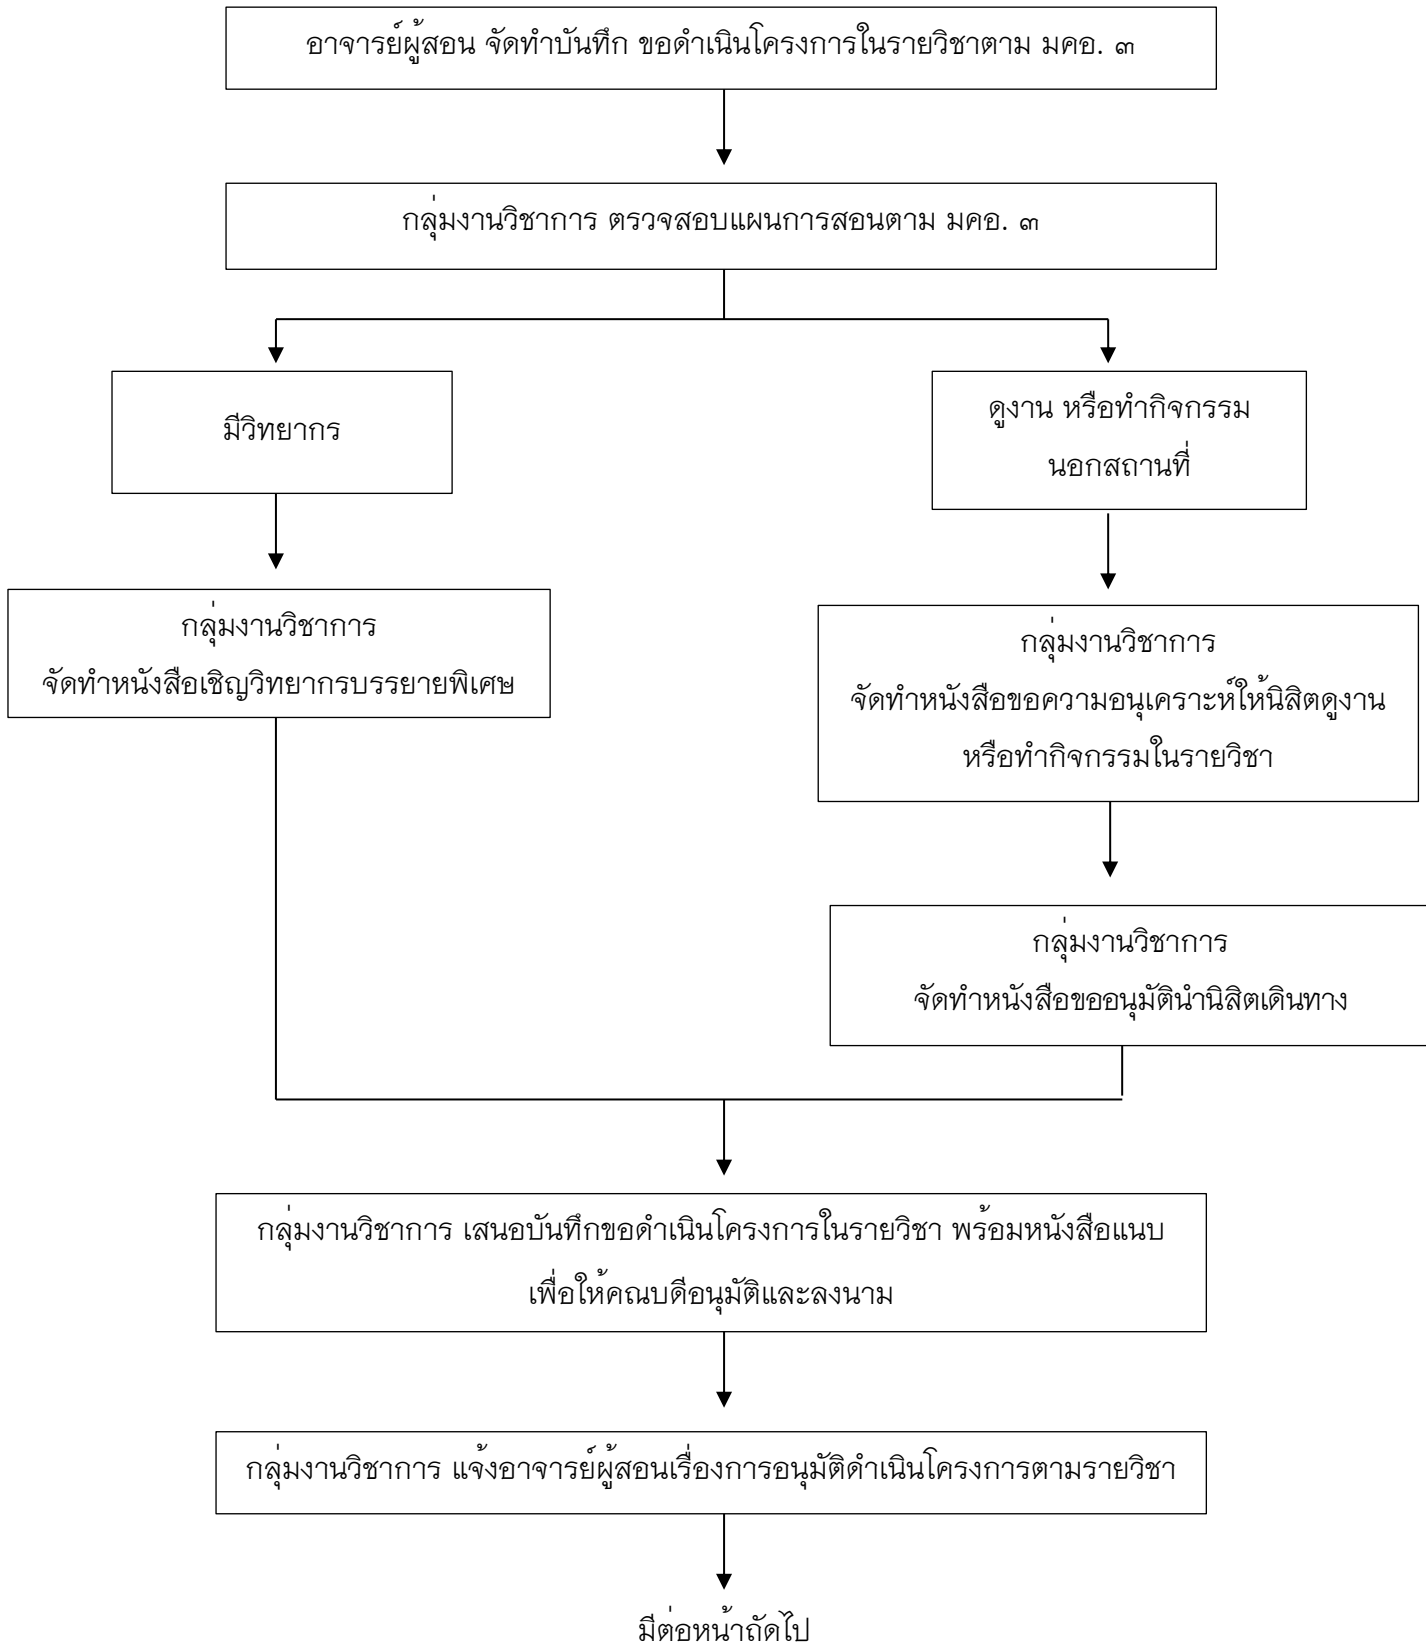 อาจารย์ผู้สอน จัดทำบันทึก ขอดำเนินโครงการในรายวิชาตาม มคอ. ๓
กลุ่มงานวิชาการ ตรวจสอบแผนการสอนตาม มคอ. ๓
มีวิทยากร
ดูงาน หรือทำกิจกรรม
นอกสถานที่
กลุ่มงานวิชาการ
จัดทำหนังสือเชิญวิทยากรบรรยายพิเศษ
กลุ่มงานวิชาการ
จัดทำหนังสือขอความอนุเคราะห์ให้นิสิตดูงาน
หรือทำกิจกรรมในรายวิชา
กลุ่มงานวิชาการ
จัดทำหนังสือขออนุมัตินำนิสิตเดินทาง
กลุ่มงานวิชาการ เสนอบันทึกขอดำเนินโครงการในรายวิชา พร้อมหนังสือแนบ
เพื่อให้คณบดีอนุมัติและลงนาม
กลุ่มงานวิชาการ แจ้งอาจารย์ผู้สอนเรื่องการอนุมัติดำเนินโครงการตามรายวิชา
มีต่อหน้าถัดไป